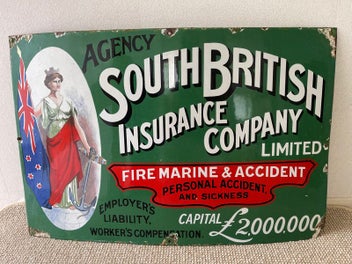 AGENCY
SOUTH BRITISH
INSURANCE COMPANY
LIMITED
FIRE MARINE & ACCIDENT
PERSONAL ACCIDENT,
AND SICKNESS
EMPLOYER'S
LIABILITY,
WORKER'S COMPENSATION.
CAPITAL £2,000,000